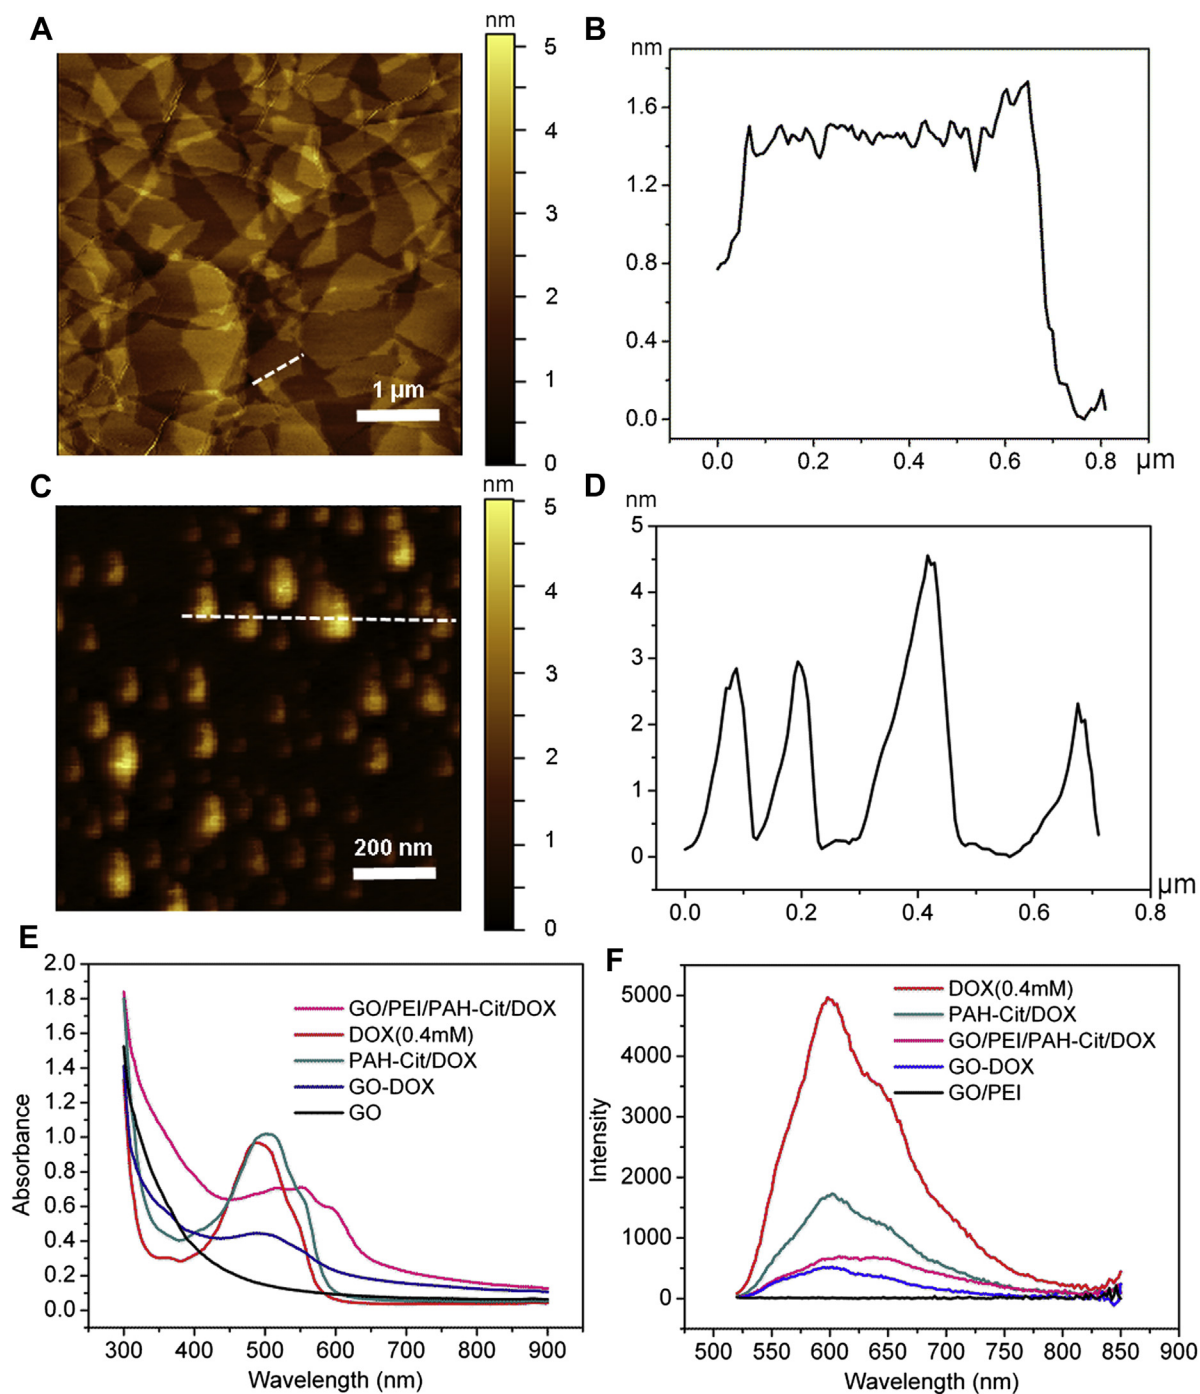 A
nm
5
4
3
2
1
0
1 μm
B
nm
1.6
1.2
0.8
0.4
0.0
0.0
0.2
0.4
0.6
0.8
μm
C
nm
5
4
3
2
1
0
200 nm
D
nm
5
4
3
2
1
0
0.0
0.2
0.4
0.6
0.8
μm
E
2.0
1.8
1.6
1.4
1.2
1.0
0.8
0.6
0.4
0.2
0.0
Absorbance
GO/PEI/PAH-Cit/DOX
DOX(0.4mM)
PAH-Cit/DOX
GO-DOX
GO
300
400
500
600
700
800
900
Wavelength (nm)
F
5000
4000
3000
2000
1000
0
Intensity
DOX(0.4mM)
PAH-Cit/DOX
GO/PEI/PAH-Cit/DOX
GO-DOX
GO/PEI
500
550
600
650
700
750
800
850
900
Wavelength (nm)